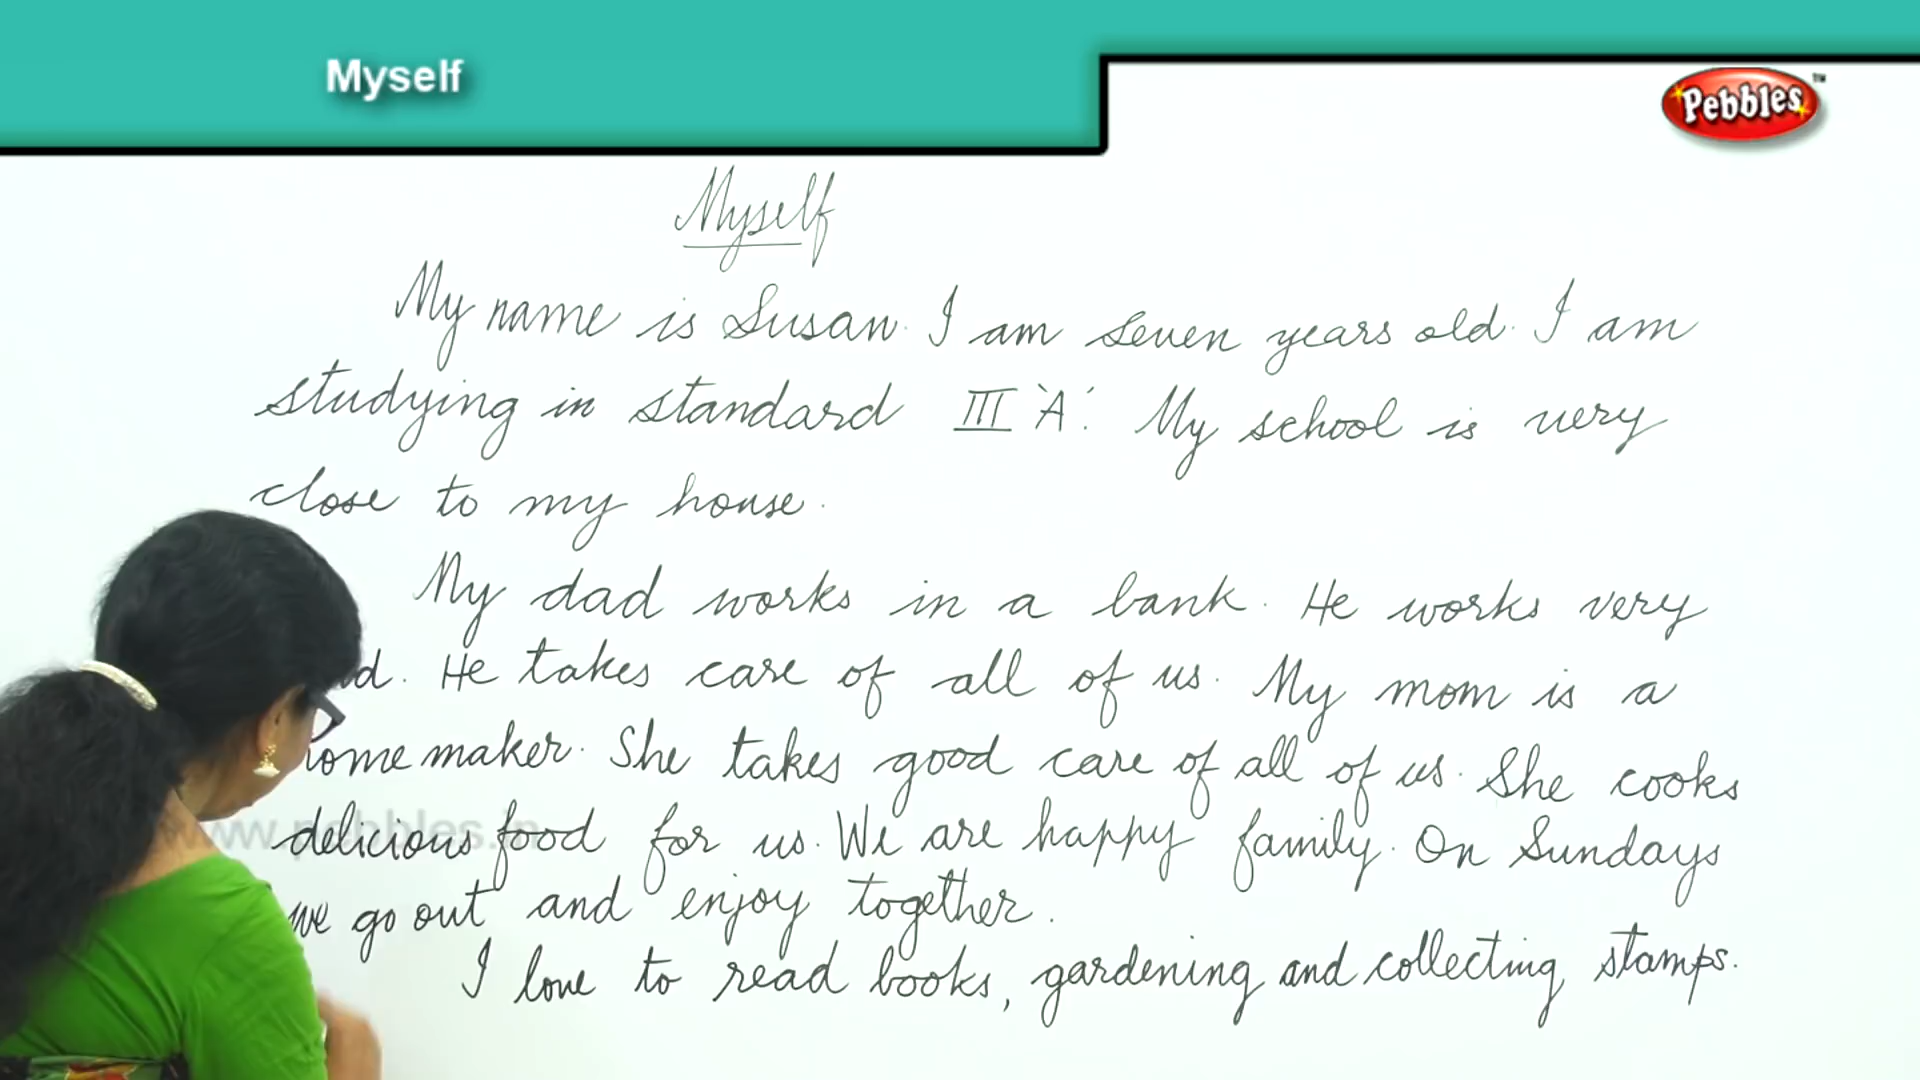 Myself
Pebbles™
Myself
My name is Susan. I am seven years old. I am
studying in standard III 'A'. My school is very
close to my house.
My dad works in a bank. He works very
d. He takes care of all of us. My mom is a
ome maker. She takes good care of all of us. She cooks
delicious food for us. We are happy family. On Sundays
we go out and enjoy together.
I love to read books, gardening and collecting stamps.
www.pebbles.in